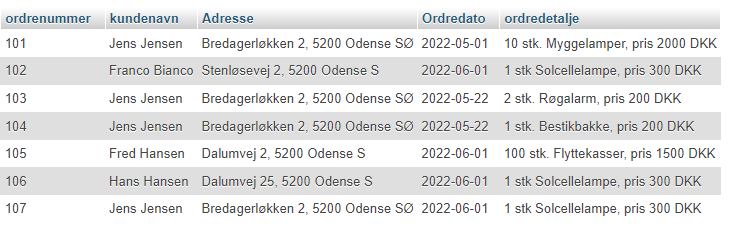 ordrenummer kundenavn Adresse Ordredato ordredetalje
101 Jens Jensen Bredagerløkken 2, 5200 Odense SØ 2022-05-01 10 stk. Myggelamper, pris 2000 DKK
102 Franco Bianco Stenløsevej 2, 5200 Odense S 2022-06-01 1 stk Solcellelampe, pris 300 DKK
103 Jens Jensen Bredagerløkken 2, 5200 Odense SØ 2022-05-22 2 stk. Røgalarm, pris 200 DKK
104 Jens Jensen Bredagerløkken 2, 5200 Odense SØ 2022-05-22 1 stk. Bestikbakke, pris 200 DKK
105 Fred Hansen Dalumvej 2, 5200 Odense S 2022-06-01 100 stk. Flyttekasser, pris 1500 DKK
106 Hans Hansen Dalumvej 25, 5200 Odense S 2022-06-01 1 stk Solcellelampe, pris 300 DKK
107 Jens Jensen Bredagerløkken 2, 5200 Odense SØ 2022-06-01 1 stk Solcellelampe, pris 300 DKK